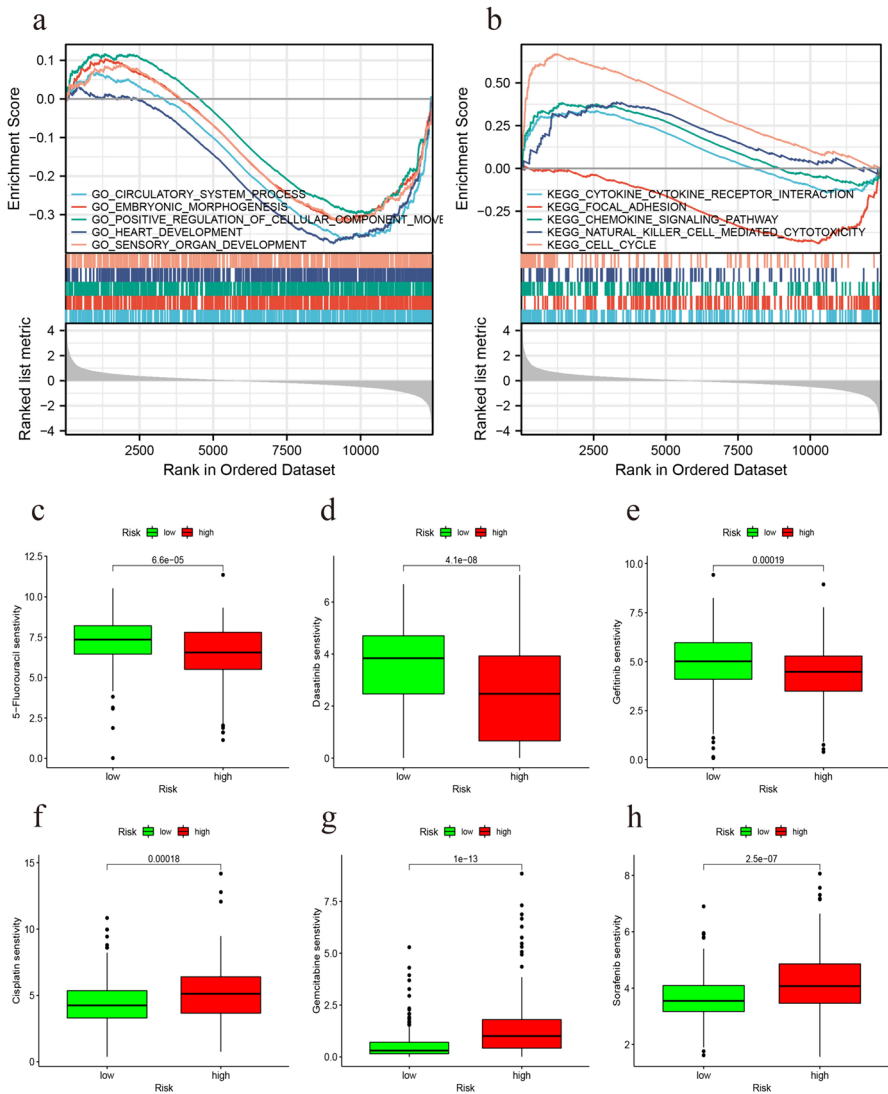 a
Enrichment Score
0.1
0.0
−0.1
−0.2
−0.3
GO_CIRCULATORY_SYSTEM_PROCESS
GO_EMBRYONIC_MORPHOGENESIS
GO_POSITIVE_REGULATION_OF_CELLULAR_COMPONENT_MOVE
GO_HEART_DEVELOPMENT
GO_SENSORY_ORGAN_DEVELOPMENT
Ranked list metric
4
2
0
−2
−4
2500 5000 7500 10000
Rank in Ordered Dataset
b
Enrichment Score
0.50
0.25
0.00
−0.25
KEGG_CYTOKINE_CYTOKINE_RECEPTOR_INTERACTION
KEGG_FOCAL_ADHESION
KEGG_CHEMOKINE_SIGNALING_PATHWAY
KEGG_NATURAL_KILLER_CELL_MEDIATED_CYTOTOXICITY
KEGG_CELL_CYCLE
Ranked list metric
4
2
0
−2
−4
2500 5000 7500 10000
Rank in Ordered Dataset
c
Risk low high
5−Fluorouracil senstivity
12.5
10.0
7.5
5.0
2.5
0.0
6.6e−05
low high
Risk
d
Risk low high
Dasatinib senstivity
6
4
2
0
4.1e−08
low high
Risk
e
Risk low high
Gefitinib senstivity
10.0
7.5
5.0
2.5
0.0
0.00019
low high
Risk
f
Risk low high
Cisplatin senstivity
15
10
5
0
0.00018
low high
Risk
g
Risk low high
Gemcitabine senstivity
7.5
5.0
2.5
0.0
1e−13
low high
Risk
h
Risk low high
Sorafenib senstivity
8
6
4
2
2.5e−07
low high
Risk